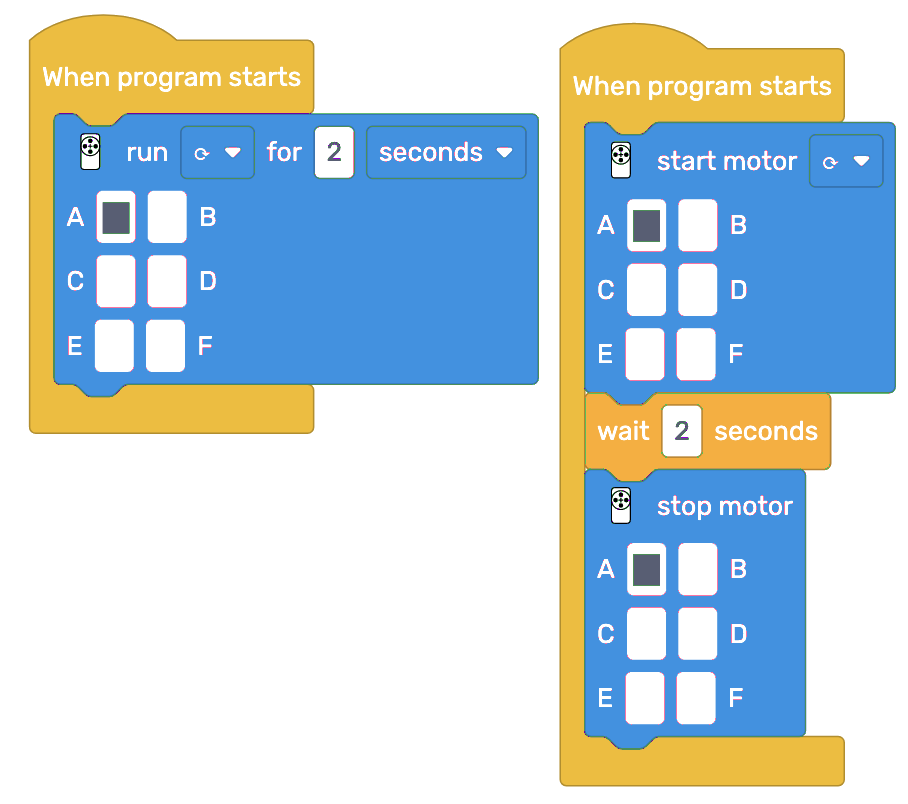 When program starts
run ⟳ for 2 seconds
A B
C D
E F
When program starts
start motor ⟳
A B
C D
E F
wait 2 seconds
stop motor
A B
C D
E F